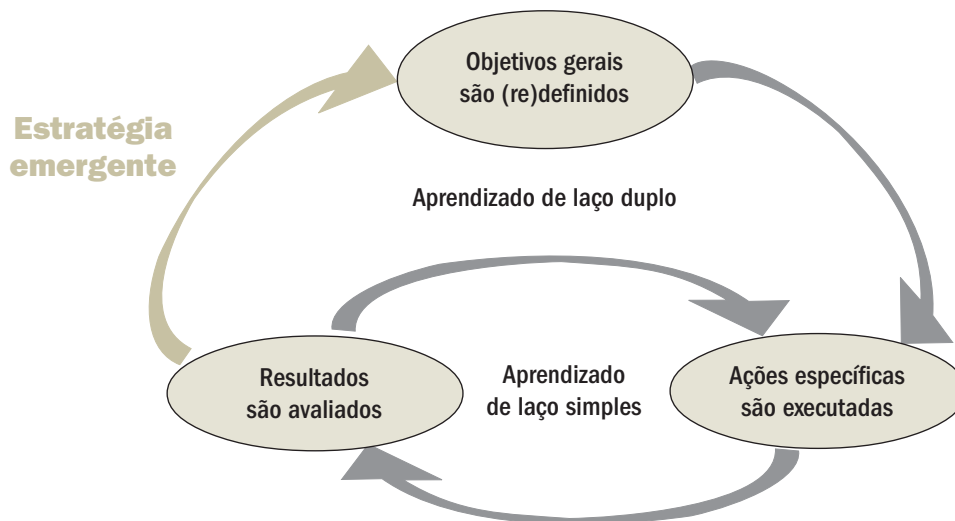 Objetivos gerais
são (re)definidos
Estratégia
emergente
Aprendizado de laço duplo
Resultados
são avaliados
Aprendizado
de laço simples
Ações específicas
são executadas